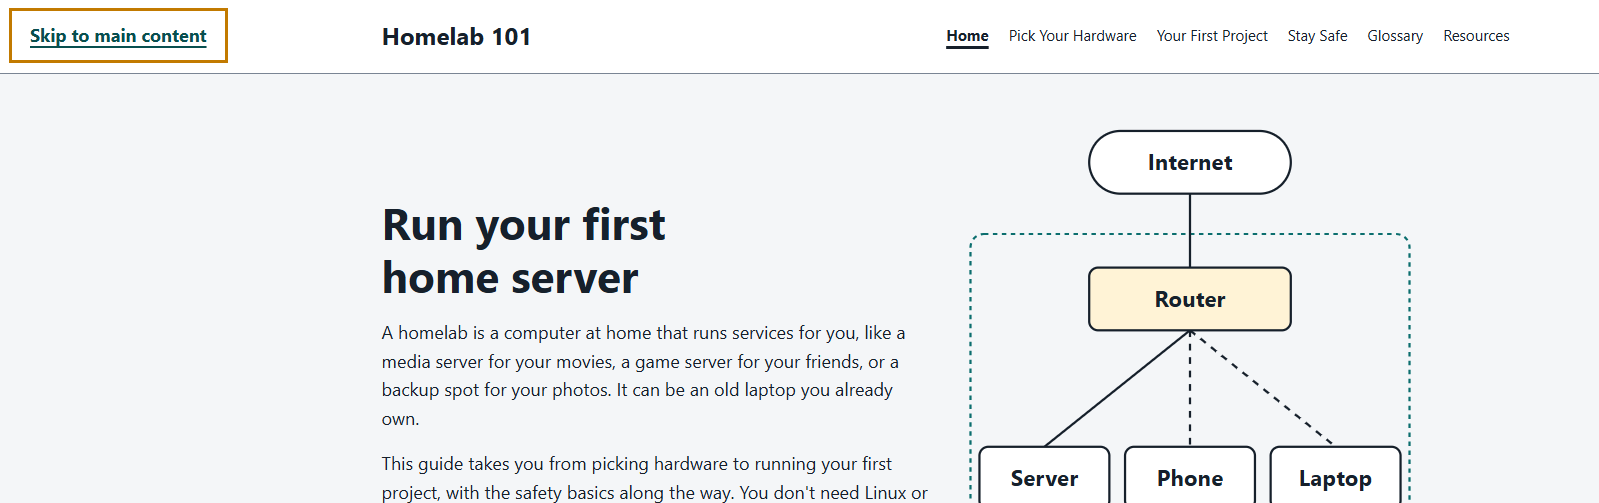 Skip to main content
Homelab 101
Home
Pick Your Hardware
Your First Project
Stay Safe
Glossary
Resources
Run your first
home server
A homelab is a computer at home that runs services for you, like a
media server for your movies, a game server for your friends, or a
backup spot for your photos. It can be an old laptop you already
own.
This guide takes you from picking hardware to running your first
project, with the safety basics along the way. You don't need Linux or
Internet
Router
Server
Phone
Laptop